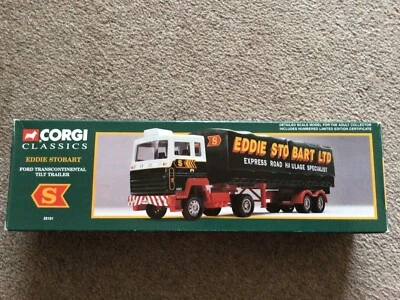 CORGI
CLASSICS
EDDIE STOBART
FORD TRANSCONTINENTAL
TILT TRAILER
S
DETAILED SCALE MODEL FOR THE ADULT COLLECTOR
INCLUDES NUMBERED LIMITED EDITION CERTIFICATE
EDDIE STOBART LTD
EXPRESS ROAD HAULAGE SPECIALIST
S